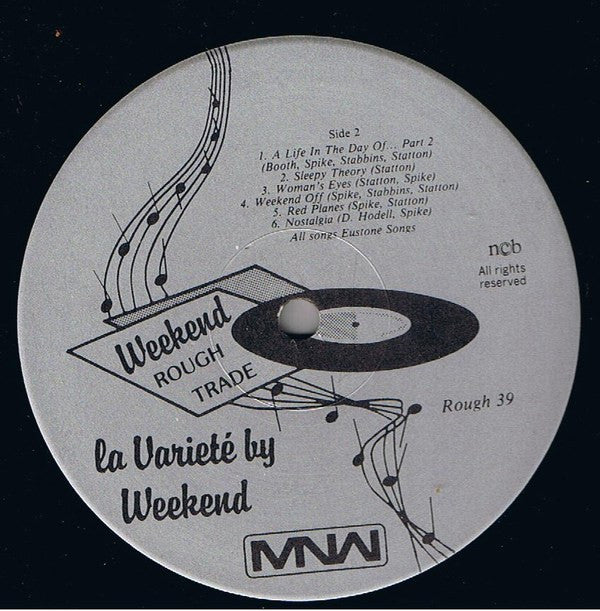 Side 2
1. A Life In The Day Of... Part 2
(Booth, Spike, Stabbins, Statton)
2. Sleepy Theory (Statton)
3. Woman's Eyes (Statton, Spike)
4. Weekend Off (Spike, Stabbins, Statton)
5. Red Planes (Spike, Statton)
6. Nostalgia (D. Hodell, Spike)
All songs Eustone Songs
ncb
All rights
reserved
Weekend
ROUGH
TRADE
Rough 39
la Varieté by
Weekend
MNW